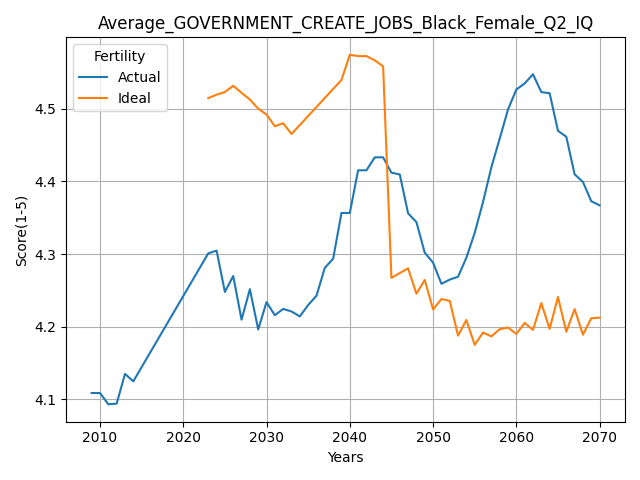 Average_GOVERNMENT_CREATE_JOBS_Black_Female_Q2_IQ
Fertility
Actual
Ideal
Score(1-5)
4.5
4.4
4.3
4.2
4.1
2010 2020 2030 2040 2050 2060 2070
Years